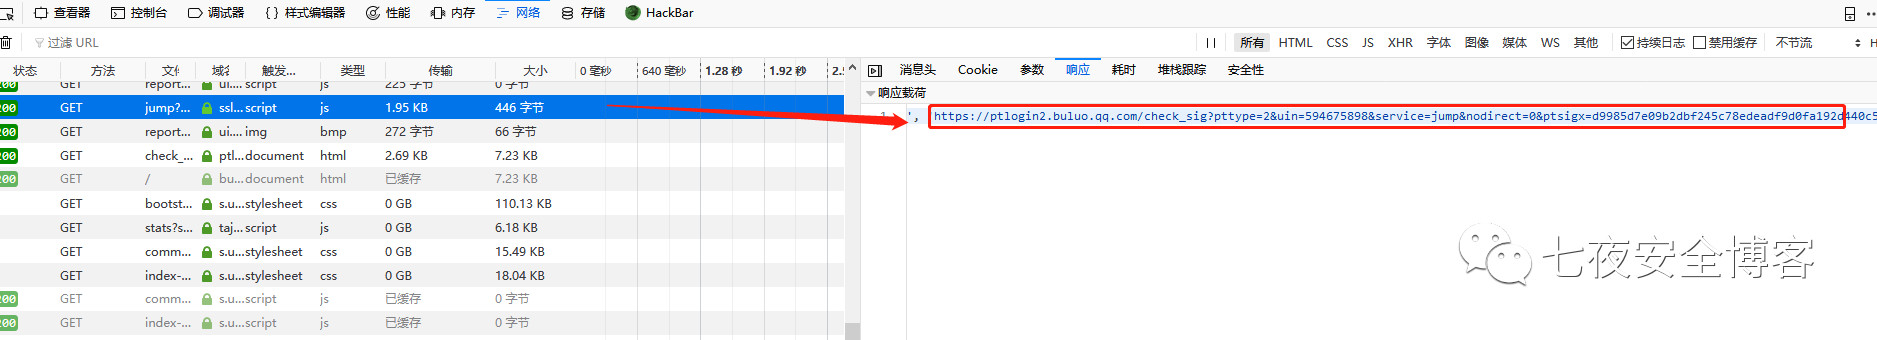 查看器 控制台 调试器 样式编辑器 性能 内存 网络 存储 HackBar
过滤 URL 所有 HTML CSS JS XHR 字体 图像 媒体 WS 其他 持续日志 禁用缓存 不节流
状态 方法 域名 触发… 类型 传输 大小 0 毫秒 640 毫秒 1.28 秒 1.92 秒 消息头 Cookie 参数 响应 耗时 堆栈跟踪 安全性
200 GET report… ui.… script js 225 字节 0 字节 响应载荷
200 GET jump?… ssl… script js 1.95 KB 446 字节 1 ', https://ptlogin2.buluo.qq.com/check_sig?pttype=2&uin=594675898&service=jump&nodirect=0&ptsigx=d9985d7e09b2dbf245c78edeadf9d0fa192d440c5
200 GET report… ui.… img bmp 272 字节 66 字节
200 GET check_… ptl… document html 2.69 KB 7.23 KB
200 GET / bu… document html 已缓存 7.23 KB
GET bootst… s.u… stylesheet css 0 GB 110.13 KB
GET stats?s… taj… script js 0 GB 6.18 KB
GET comm… s.u… stylesheet css 0 GB 15.49 KB
GET index-… s.u… stylesheet css 0 GB 18.04 KB
200 GET comm… s.u… script js 已缓存 0 字节
200 GET index-… s.u… script js 已缓存 0 字节
七夜安全博客